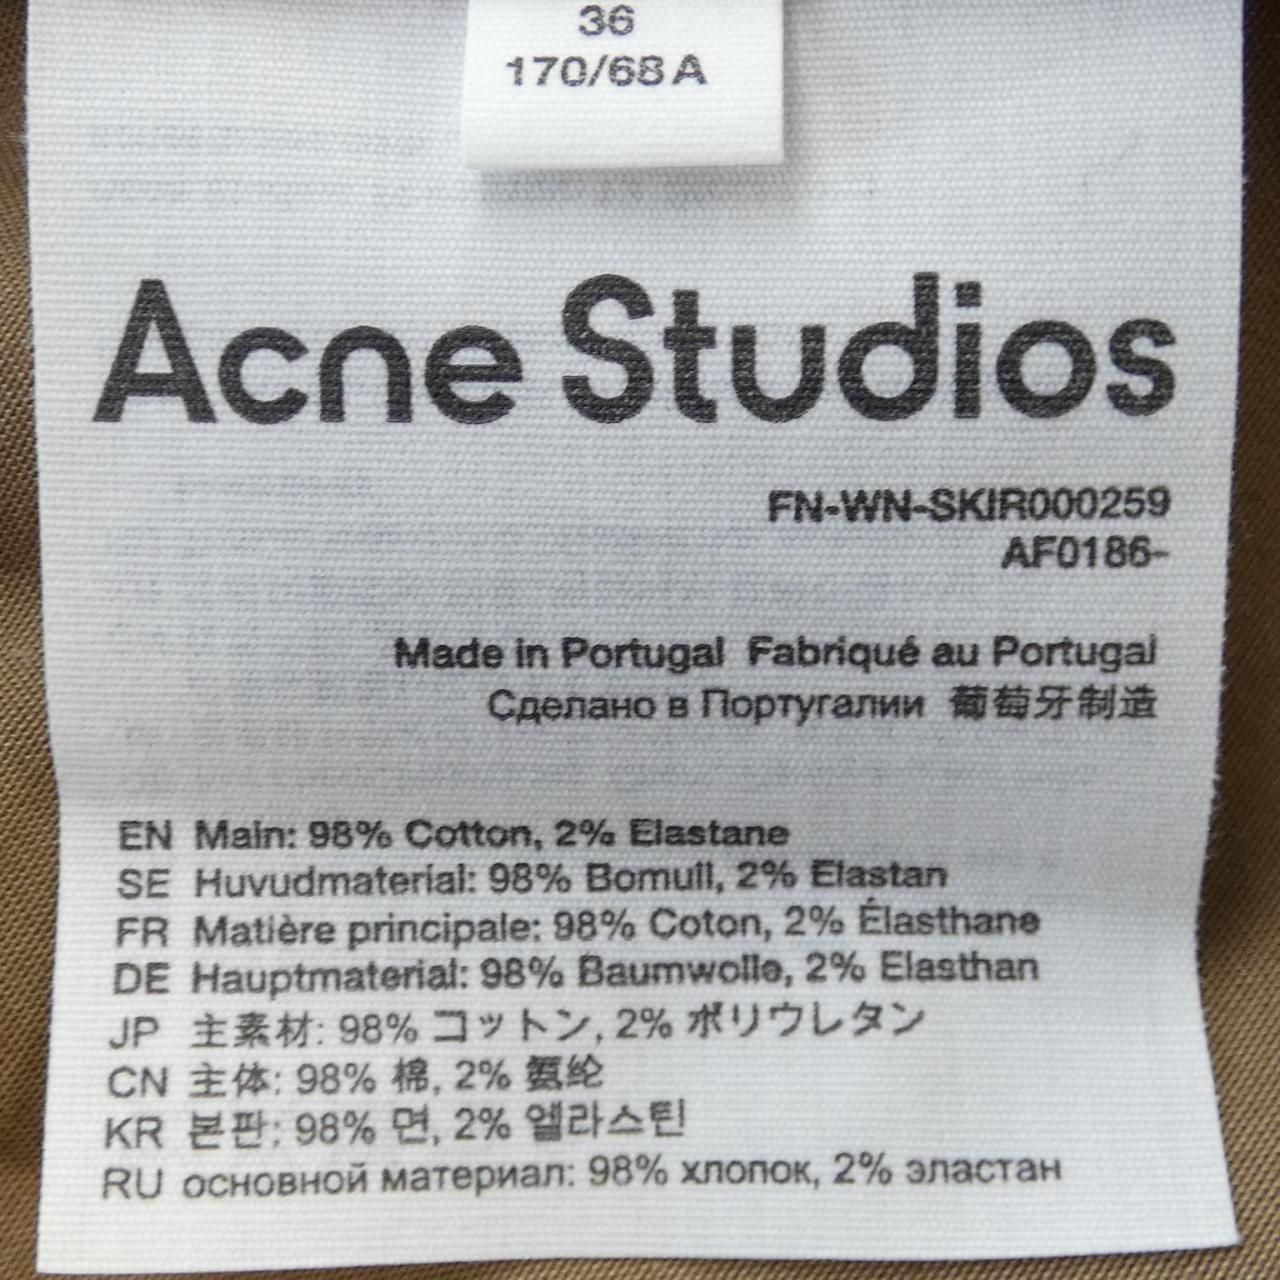 36
170/68A
Acne Studios
FN-WN-SKIR000259
AF0186-
Made in Portugal Fabriqué au Portugal
Сделано в Португалии 葡萄牙制造
EN Main: 98% Cotton, 2% Elastane
SE Huvudmaterial: 98% Bomull, 2% Elastan
FR Matière principale: 98% Coton, 2% Élasthane
DE Hauptmaterial: 98% Baumwolle, 2% Elasthan
JP 主素材: 98% コットン, 2% ポリウレタン
CN 主体: 98% 棉, 2% 氨纶
KR 본판: 98% 면, 2% 엘라스틴
RU основной материал: 98% хлопок, 2% эластан